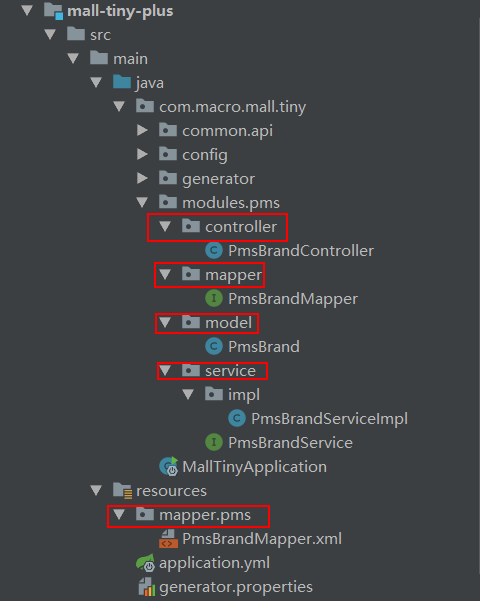 mall-tiny-plus
src
main
java
com.macro.mall.tiny
common.api
config
generator
modules.pms
controller
C PmsBrandController
mapper
I PmsBrandMapper
model
C PmsBrand
service
impl
C PmsBrandServiceImpl
I PmsBrandService
MallTinyApplication
resources
mapper.pms
PmsBrandMapper.xml
application.yml
generator.properties